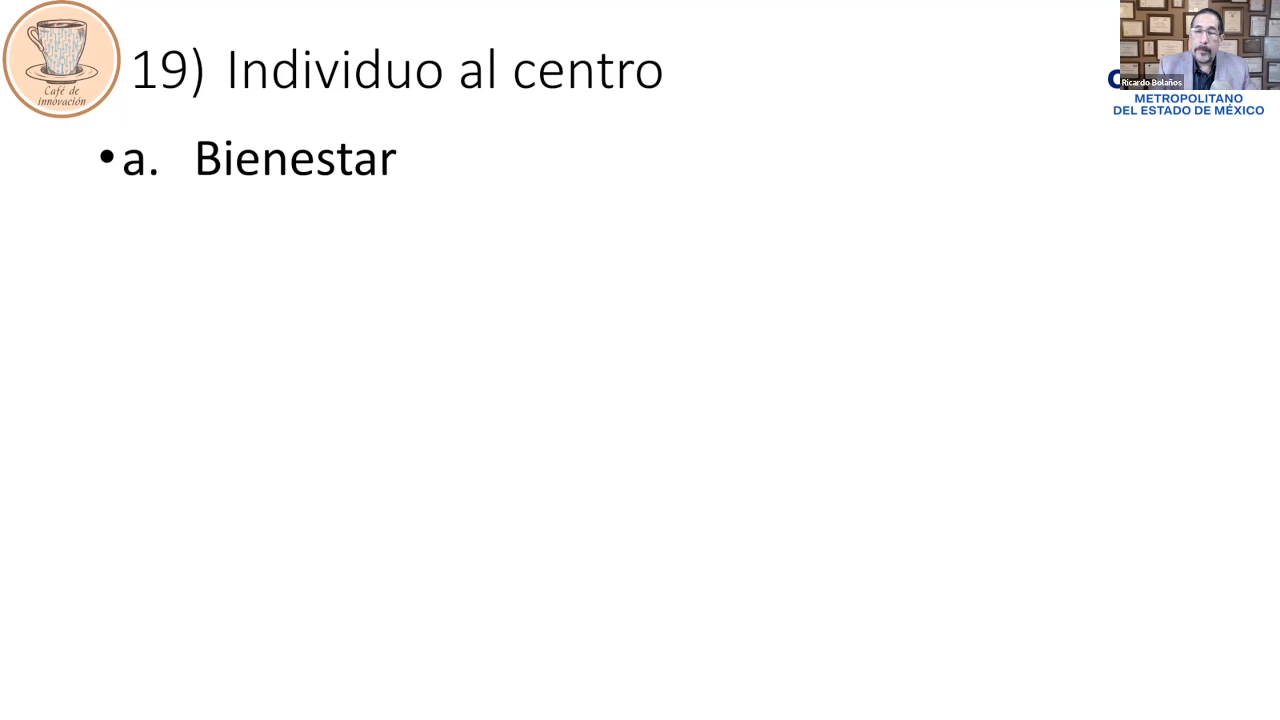 Café de
innovación
19) Individuo al centro
Ricardo Bolaños
METROPOLITANO
DEL ESTADO DE MÉXICO
• a. Bienestar